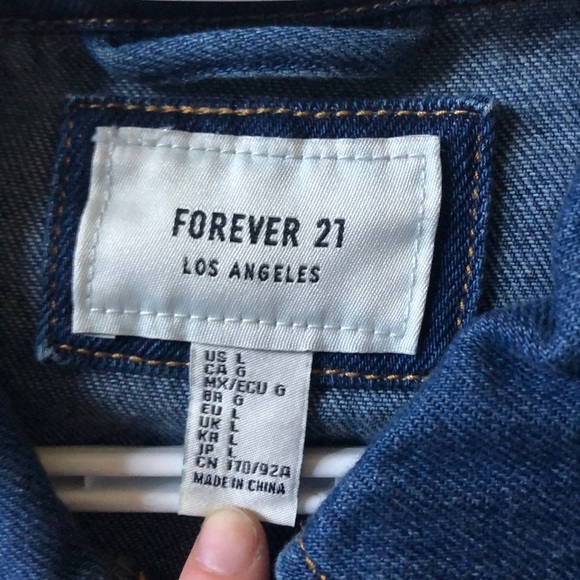 FOREVER 21
LOS ANGELES
US L
CA G
MX/ECU G
BR G
EU L
UK L
KR L
JP L
CN 170/92A
MADE IN CHINA